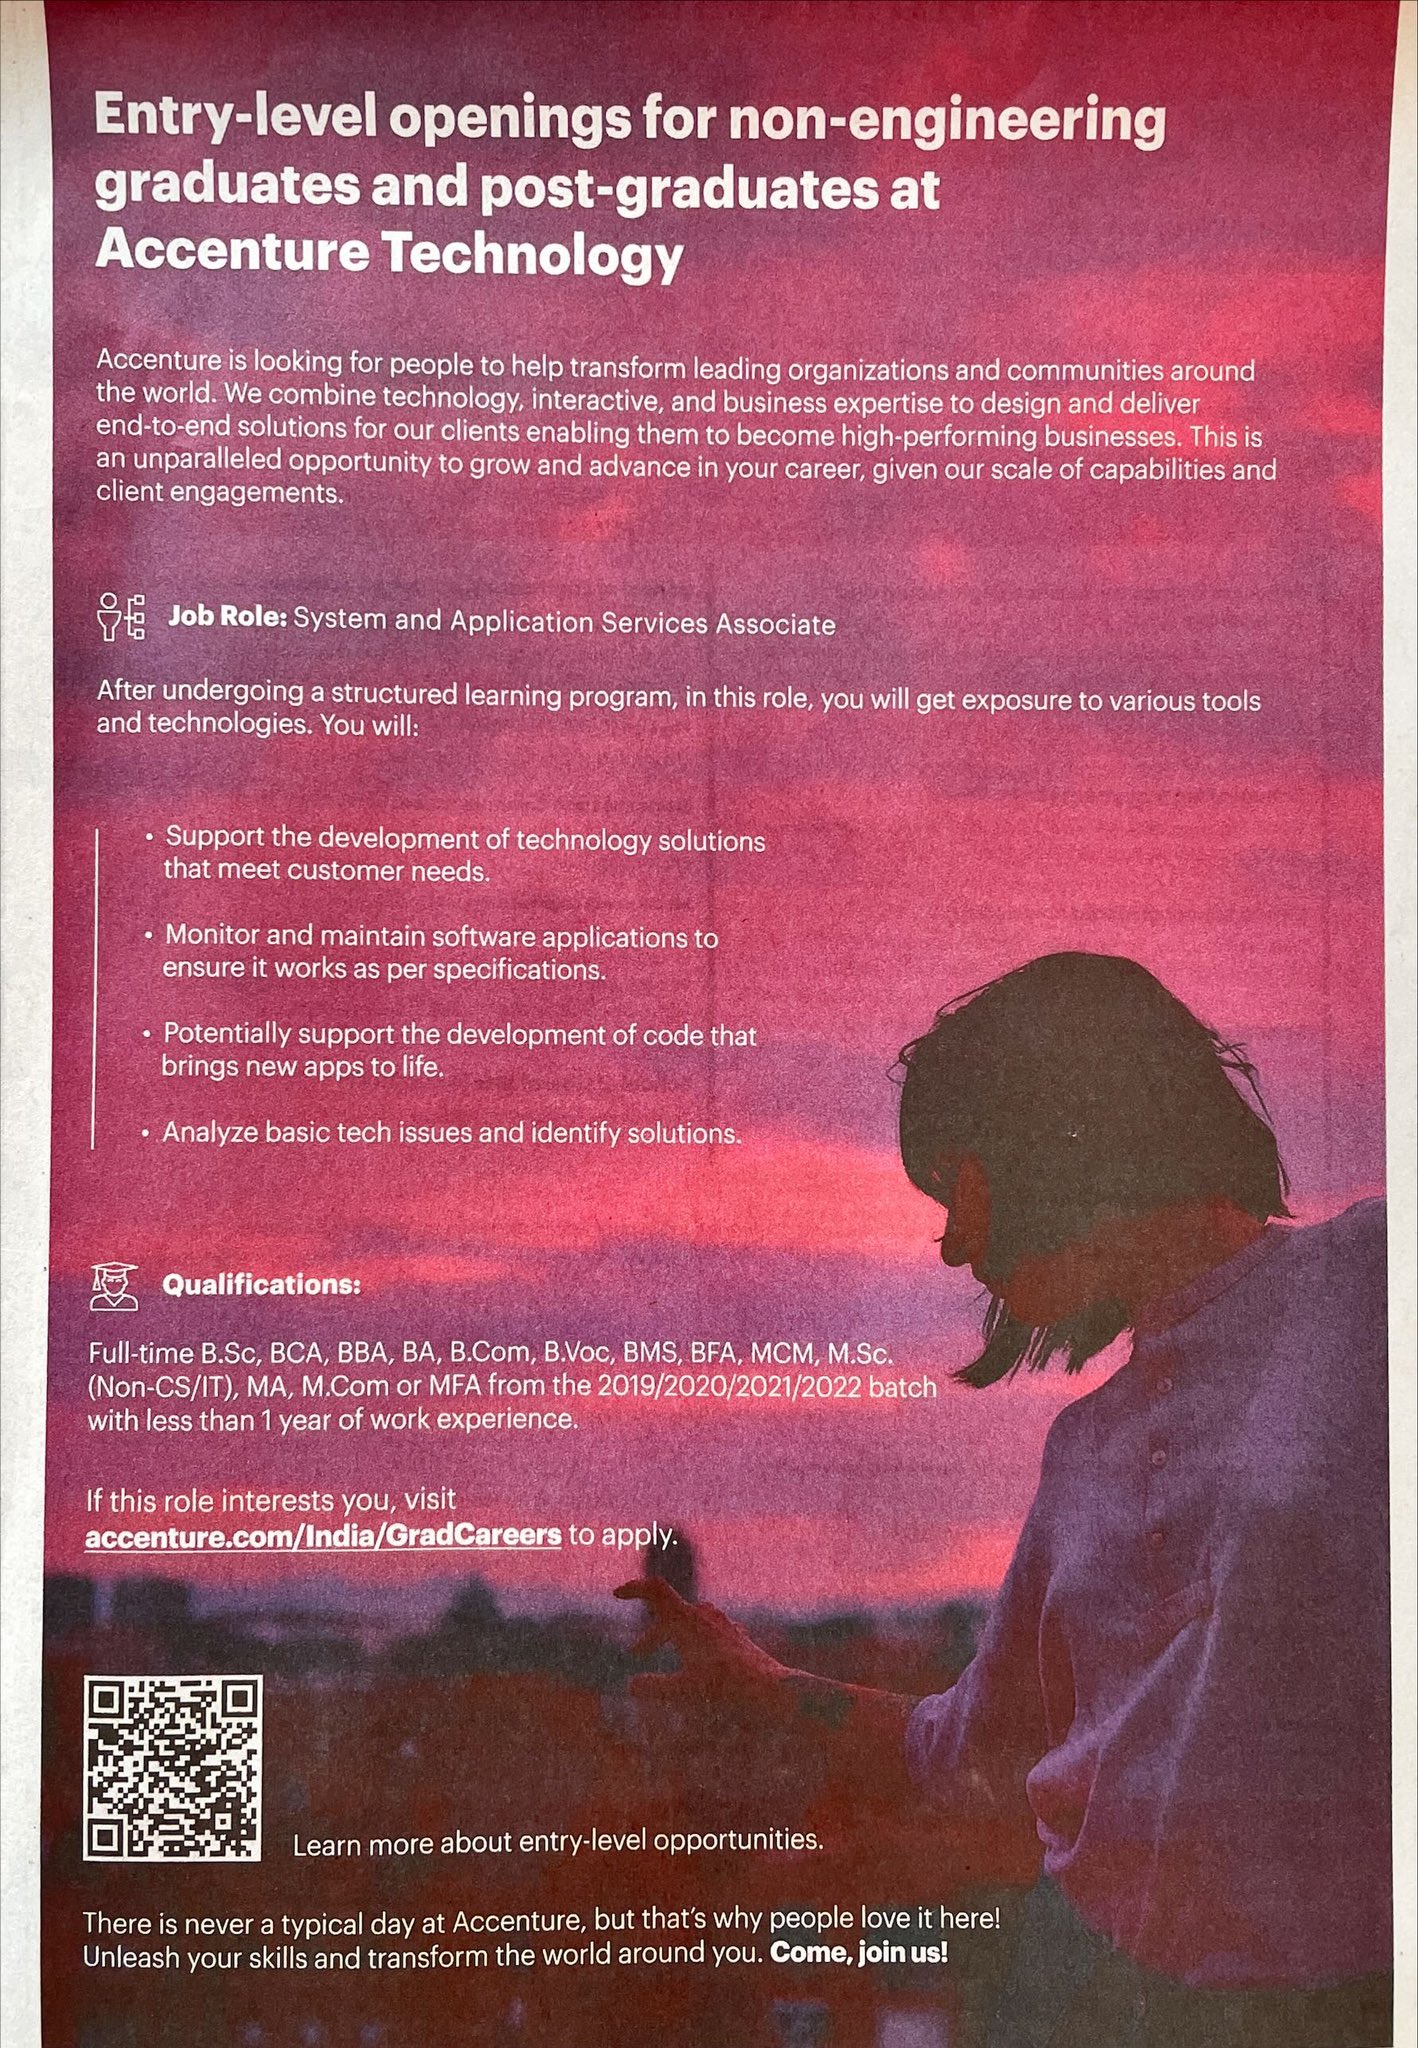 Entry-level openings for non-engineering
graduates and post-graduates at
Accenture Technology
Accenture is looking for people to help transform leading organizations and communities around
the world. We combine technology, interactive, and business expertise to design and deliver
end-to-end solutions for our clients enabling them to become high-performing businesses. This is
an unparalleled opportunity to grow and advance in your career, given our scale of capabilities and
client engagements.
Job Role: System and Application Services Associate
After undergoing a structured learning program, in this role, you will get exposure to various tools
and technologies. You will:
• Support the development of technology solutions
that meet customer needs.
• Monitor and maintain software applications to
ensure it works as per specifications.
• Potentially support the development of code that
brings new apps to life.
• Analyze basic tech issues and identify solutions.
Qualifications:
Full-time B.Sc, BCA, BBA, BA, B.Com, B.Voc, BMS, BFA, MCM, M.Sc.
(Non-CS/IT), MA, M.Com or MFA from the 2019/2020/2021/2022 batch
with less than 1 year of work experience.
If this role interests you, visit
accenture.com/India/GradCareers to apply.
Learn more about entry-level opportunities.
There is never a typical day at Accenture, but that's why people love it here!
Unleash your skills and transform the world around you. Come, join us!